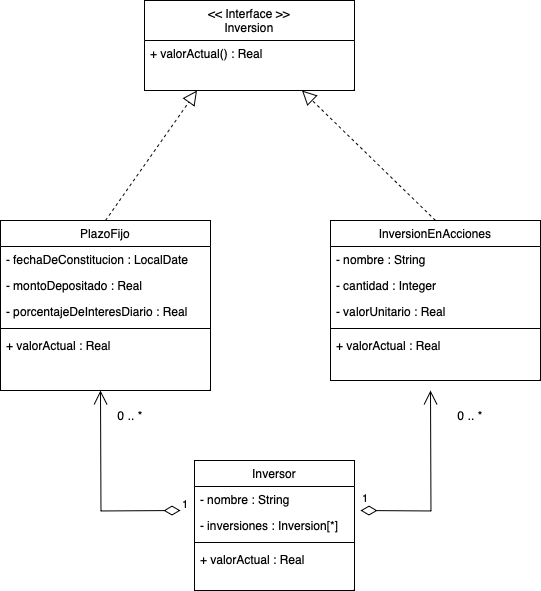 << Interface >>
Inversion
+ valorActual() : Real
PlazoFijo
- fechaDeConstitucion : LocalDate
- montoDepositado : Real
- porcentajeDeInteresDiario : Real
+ valorActual : Real
InversionEnAcciones
- nombre : String
- cantidad : Integer
- valorUnitario : Real
+ valorActual : Real
0 .. *
0 .. *
Inversor
1
1
- nombre : String
- inversiones : Inversion[*]
+ valorActual : Real